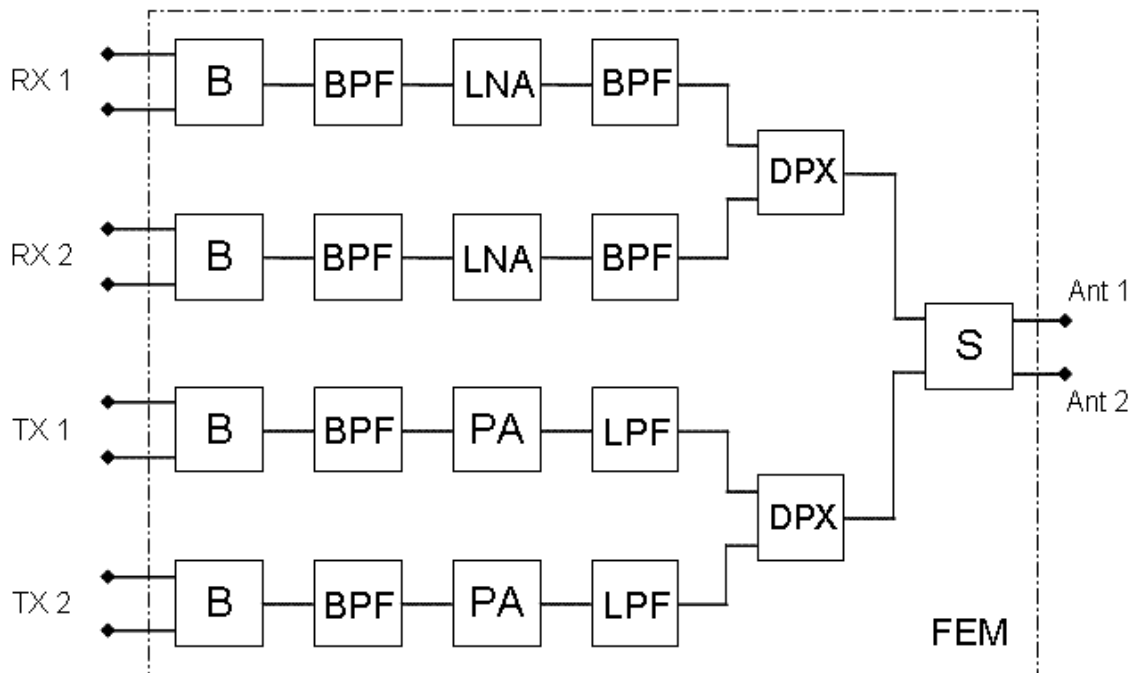 RX 1
B
BPF
LNA
BPF
DPX
RX 2
B
BPF
LNA
BPF
Ant 1
S
Ant 2
TX 1
B
BPF
PA
LPF
DPX
TX 2
B
BPF
PA
LPF
FEM